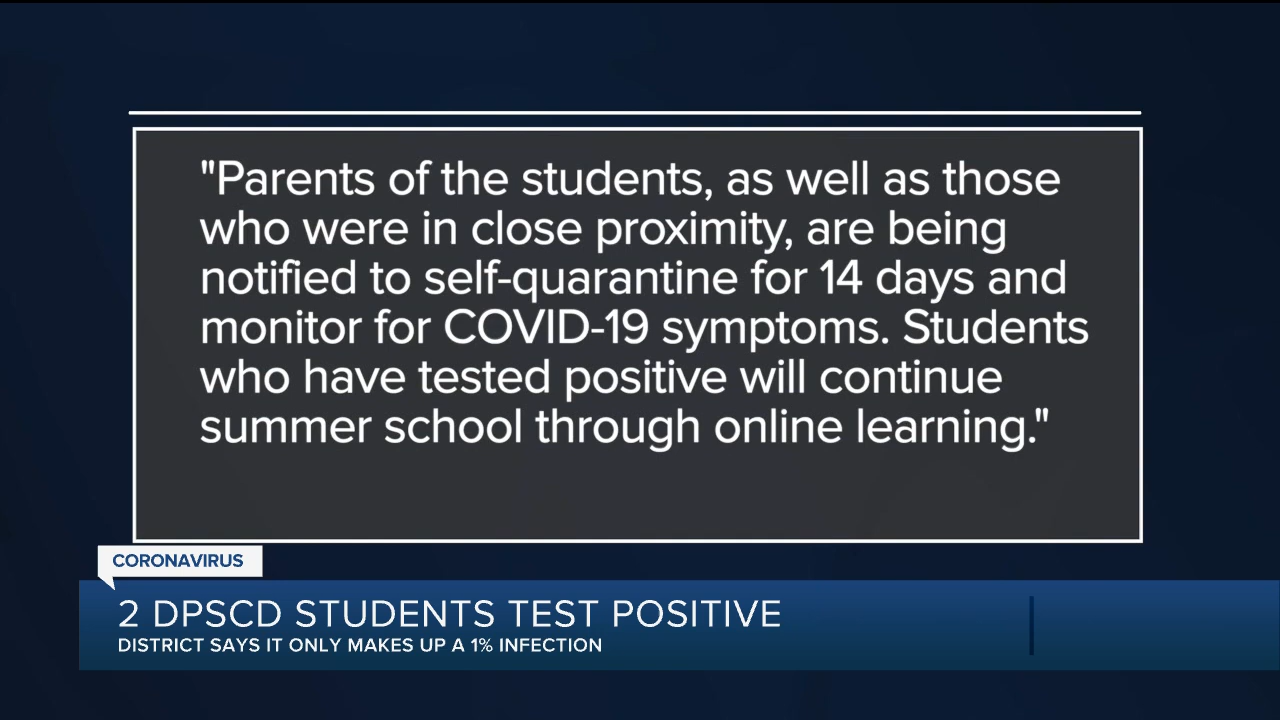 "Parents of the students, as well as those
who were in close proximity, are being
notified to self-quarantine for 14 days and
monitor for COVID-19 symptoms. Students
who have tested positive will continue
summer school through online learning."
CORONAVIRUS
2 DPSCD STUDENTS TEST POSITIVE
DISTRICT SAYS IT ONLY MAKES UP A 1% INFECTION